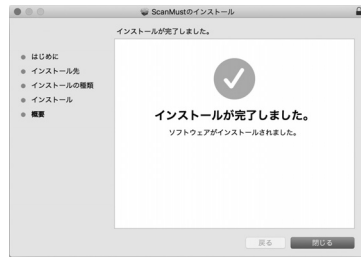 ScanMustのインストール
インストールが完了しました。
はじめに
インストール先
インストールの種類
インストール
概要
インストールが完了しました。
ソフトウェアがインストールされました。
戻る
閉じる